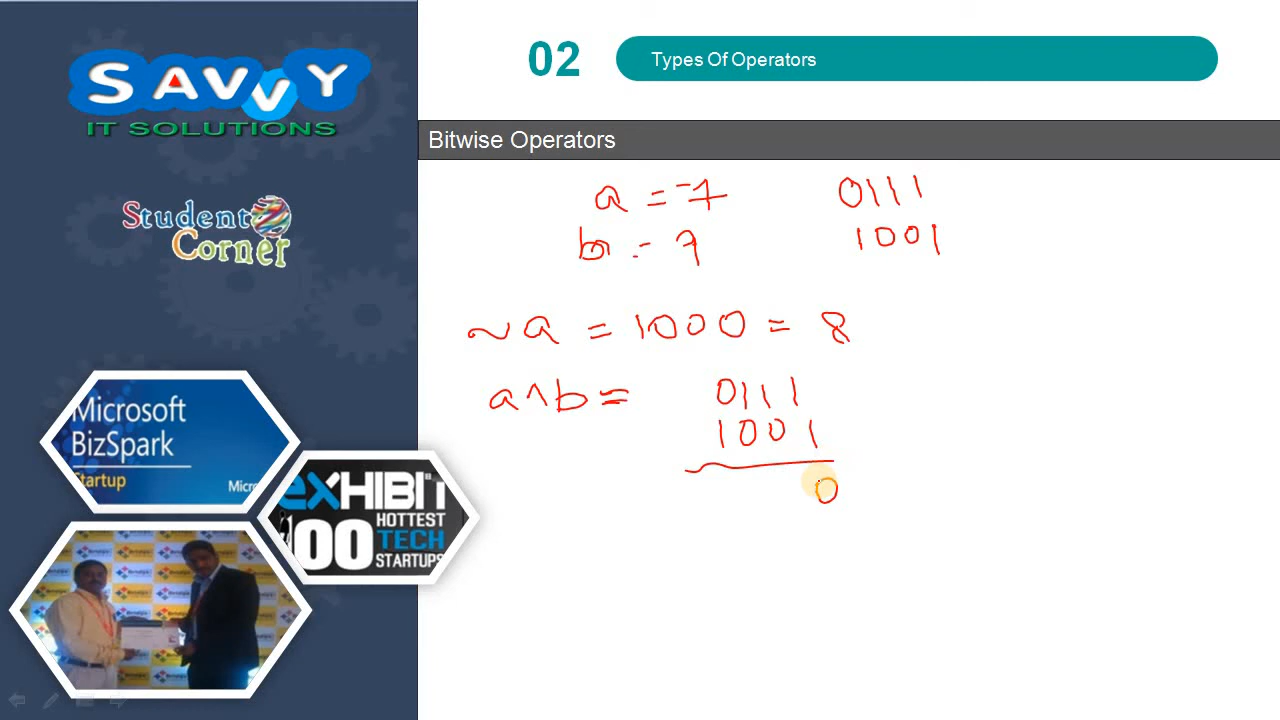 SAVVY
IT SOLUTIONS
Student
Corner
Microsoft
BizSpark
Startup
Micros
eXHIBIT
100
HOTTEST
TECH
STARTUPS
02
Types Of Operators
Bitwise Operators
a = 7 0111
b = 9 1001
~a = 1000 = 8
a^b = 0111
1001
0